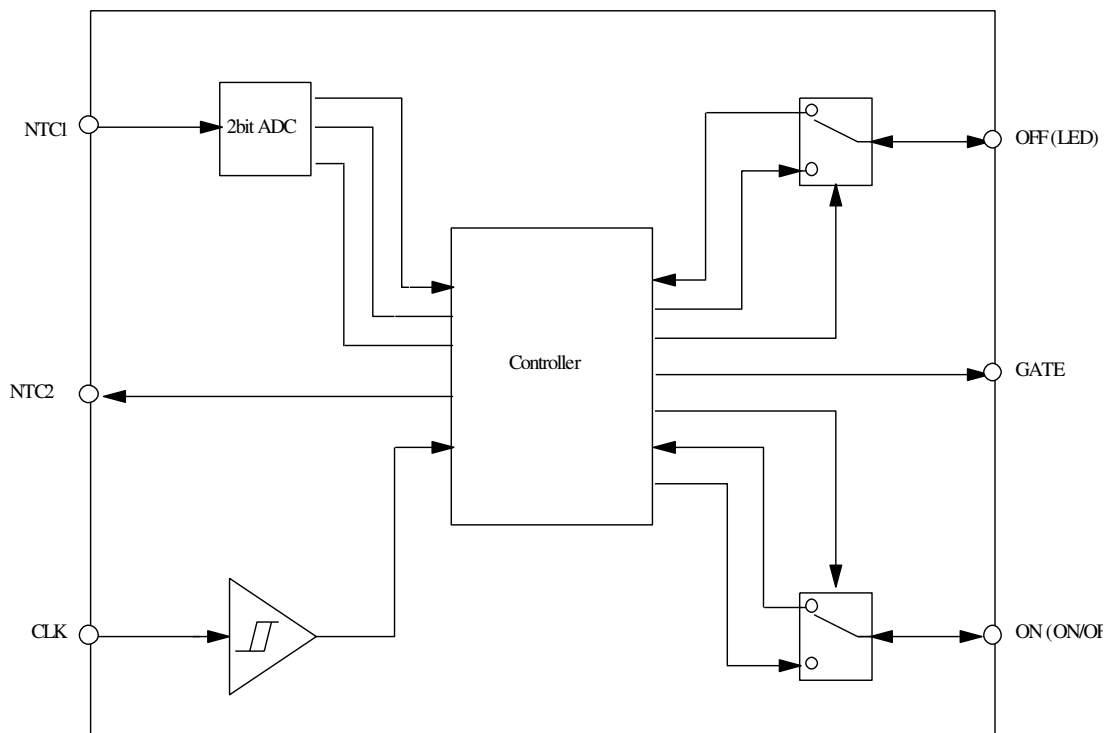 NTC1
2bit ADC
OFF (LED)
Controller
GATE
NTC2
CLK
ON (ON/OF